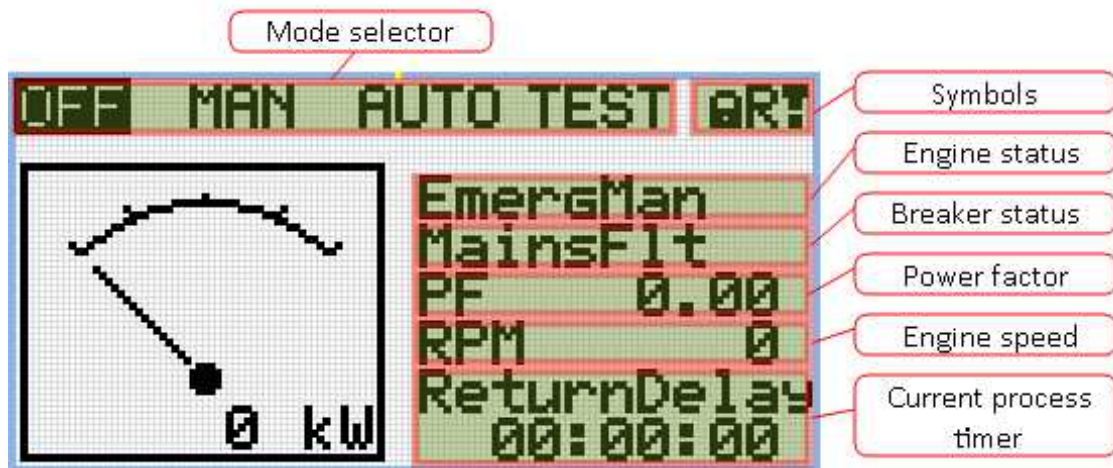 Mode selector
OFF MAN AUTO TEST R!
Symbols
Engine status
EmergMan
Breaker status
MainsFlt
Power factor
PF 0.00
Engine speed
RPM 0
Current process
timer
ReturnDelay
00:00:00
0 kW